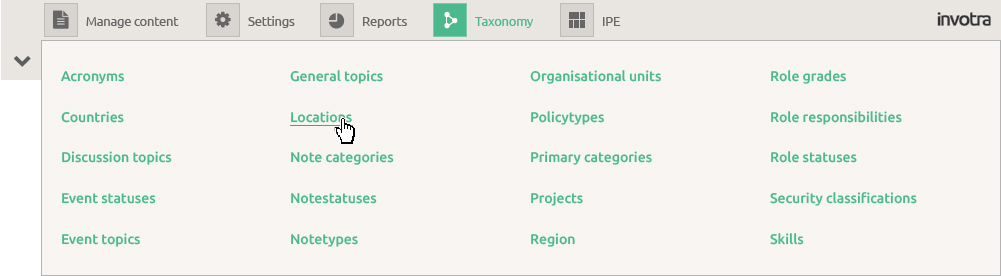 Manage content Settings Reports Taxonomy IPE invotra
Acronyms General topics Organisational units Role grades
Countries Locations Policytypes Role responsibilities
Discussion topics Note categories Primary categories Role statuses
Event statuses Notestatuses Projects Security classifications
Event topics Notetypes Region Skills